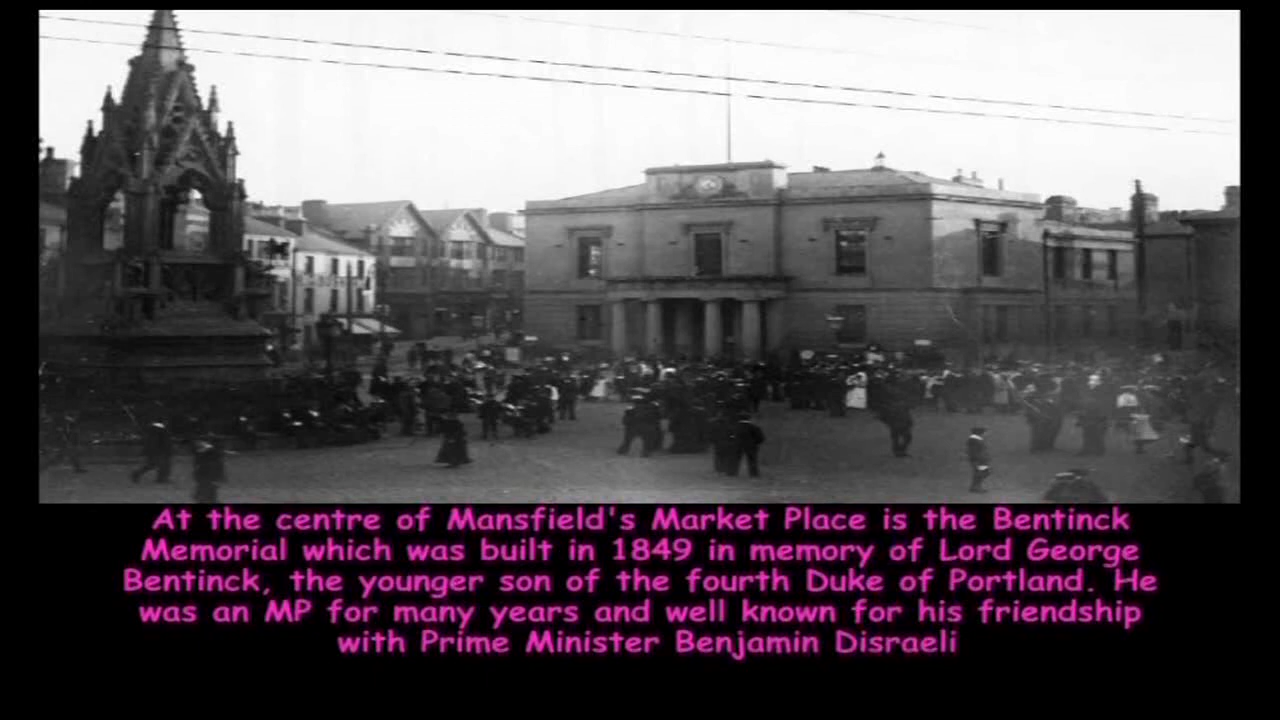 At the centre of Mansfield's Market Place is the Bentinck
Memorial which was built in 1849 in memory of Lord George
Bentinck, the younger son of the fourth Duke of Portland. He
was an MP for many years and well known for his friendship
with Prime Minister Benjamin Disraeli